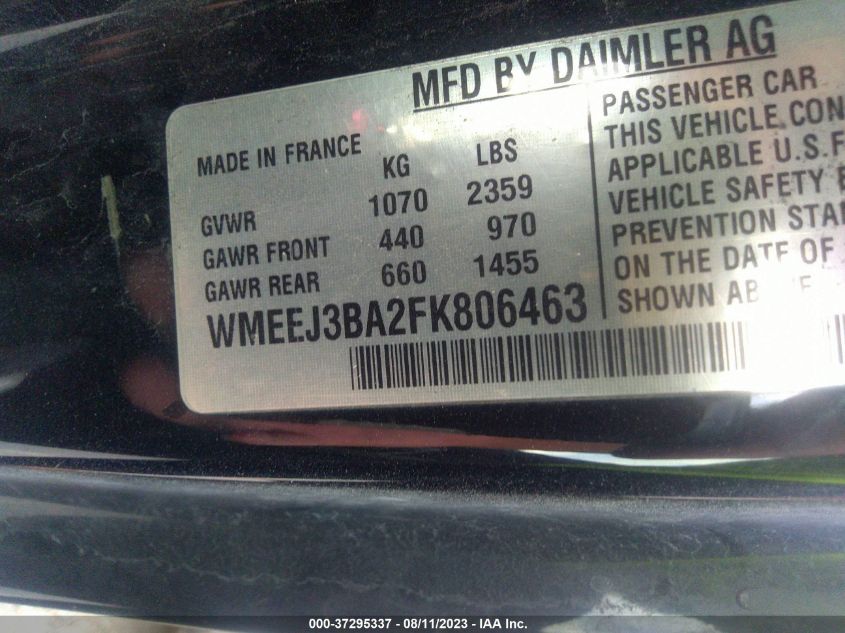 MFD BY DAIMLER AG
MADE IN FRANCE
KG LBS
GVWR 1070 2359
GAWR FRONT 440 970
GAWR REAR 660 1455
WMEEJ3BA2FK806463
PASSENGER CAR
THIS VEHICLE CON
APPLICABLE U.S.F
VEHICLE SAFETY
PREVENTION STA
ON THE DATE OF
SHOWN
000-37295337 - 08/11/2023 - IAA Inc.